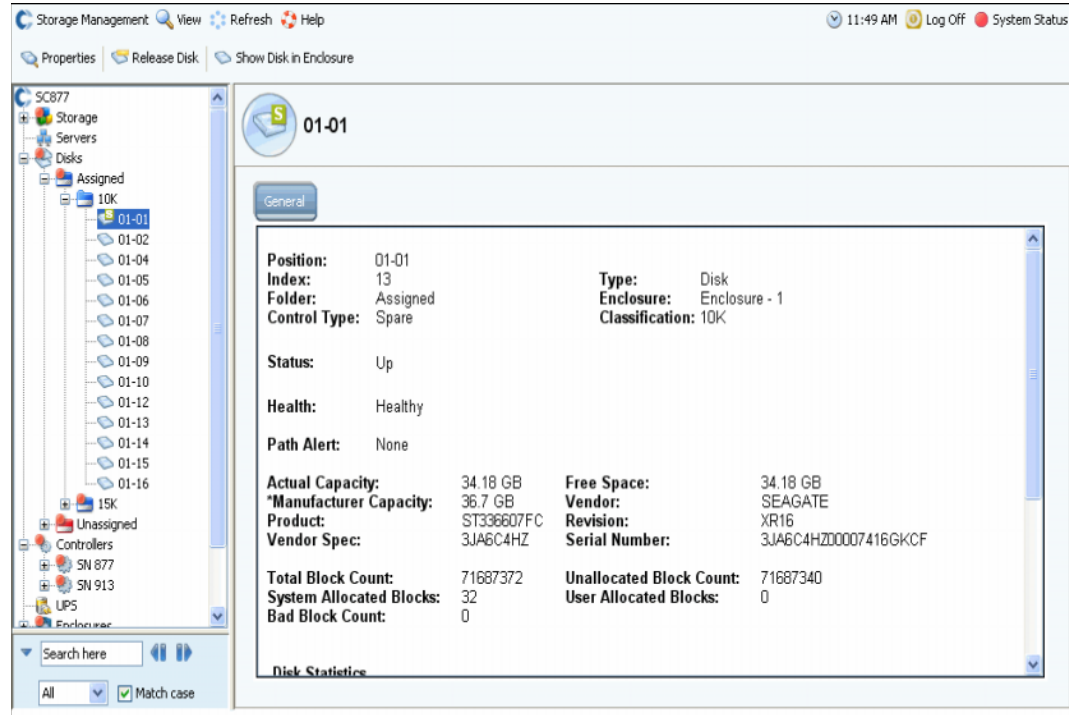 Storage Management View Refresh Help 11:49 AM Log Off System Status
Properties Release Disk Show Disk in Enclosure
SC877
Storage
Servers
Disks
Assigned
10K
01-01
01-02
01-04
01-05
01-06
01-07
01-08
01-09
01-10
01-12
01-13
01-14
01-15
01-16
15K
Unassigned
Controllers
SN 877
SN 913
UPS
Enclosures
Search here
All Match case
S 01-01
General
Position: 01-01
Index: 13 Type: Disk
Folder: Assigned Enclosure: Enclosure - 1
Control Type: Spare Classification: 10K
Status: Up
Health: Healthy
Path Alert: None
Actual Capacity: 34.18 GB Free Space: 34.18 GB
*Manufacturer Capacity: 36.7 GB Vendor: SEAGATE
Product: ST336607FC Revision: XR16
Vendor Spec: 3JA6C4HZ Serial Number: 3JA6C4HZ00007416GKCF
Total Block Count: 71687372 Unallocated Block Count: 71687340
System Allocated Blocks: 32 User Allocated Blocks: 0
Bad Block Count: 0
Disk Statistics